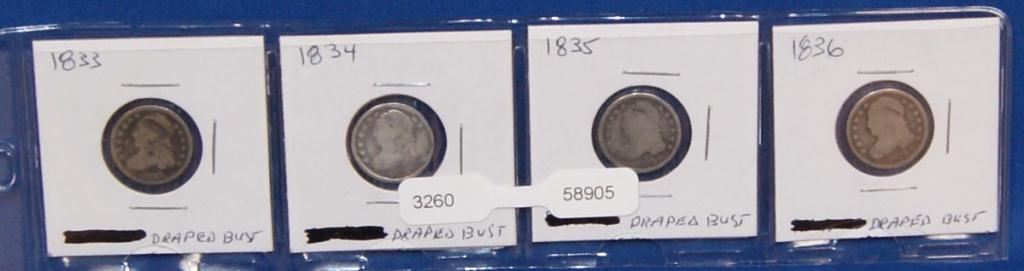 1833
1834
1835
1836
3260 58905
DRAPED BUST
DRAPED BUST
DRAPED BUST
DRAPED BUST